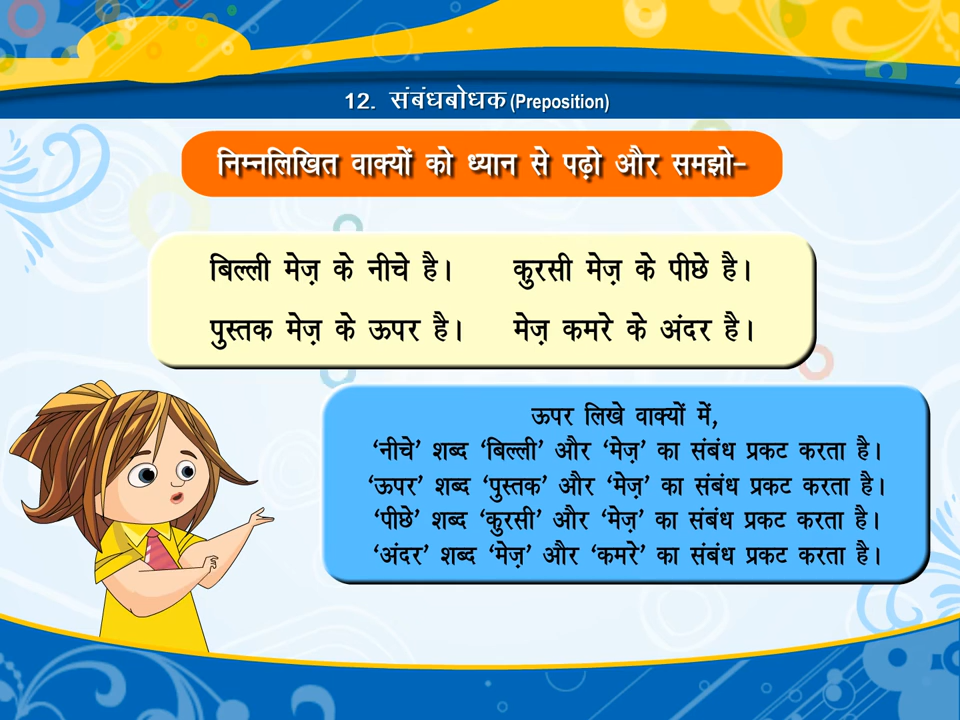 12. संबंधबोधक (Preposition)
निम्नलिखित वाक्यों को ध्यान से पढ़ो और समझो-
बिल्ली मेज़ के नीचे है। कुरसी मेज़ के पीछे है।
पुस्तक मेज़ के ऊपर है। मेज़ कमरे के अंदर है।
ऊपर लिखे वाक्यों में,
‘नीचे’ शब्द ‘बिल्ली’ और ‘मेज़’ का संबंध प्रकट करता है।
‘ऊपर’ शब्द ‘पुस्तक’ और ‘मेज़’ का संबंध प्रकट करता है।
‘पीछे’ शब्द ‘कुरसी’ और ‘मेज़’ का संबंध प्रकट करता है।
‘अंदर’ शब्द ‘मेज़’ और ‘कमरे’ का संबंध प्रकट करता है।